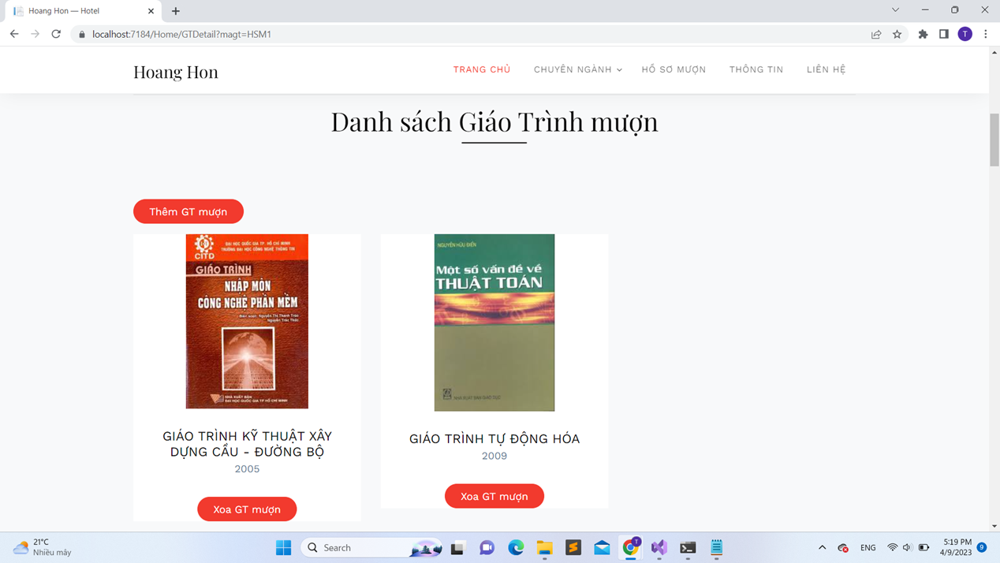 Hoang Hon — Hotel
localhost:7184/Home/GTDetail?magt=HSM1
T
Hoang Hon
TRANG CHỦ
CHUYÊN NGÀNH
HỒ SƠ MƯỢN
THÔNG TIN
LIÊN HỆ
Danh sách Giáo Trình mượn
Thêm GT mượn
ĐẠI HỌC QUỐC GIA TP. HỒ CHÍ MINH
TRƯỜNG ĐẠI HỌC CÔNG NGHỆ THÔNG TIN
CITD
GIÁO TRÌNH
NHẬP MÔN
CÔNG NGHỆ PHẦN MỀM
Biên soạn: Nguyễn Thị Thanh Trúc
Nguyễn Trác Thức
NHÀ XUẤT BẢN
ĐẠI HỌC QUỐC GIA TP HỒ CHÍ MINH
GIÁO TRÌNH KỸ THUẬT XÂY
DỰNG CẦU - ĐƯỜNG BỘ
2005
Xoa GT mượn
NGUYỄN HỮU ĐIỂN
Một số vấn đề về
THUẬT TOÁN
NHÀ XUẤT BẢN GIÁO DỤC
GIÁO TRÌNH TỰ ĐỘNG HÓA
2009
Xoa GT mượn
21°C
Nhiều mây
Search
T
ENG
5:19 PM
4/9/2023
9